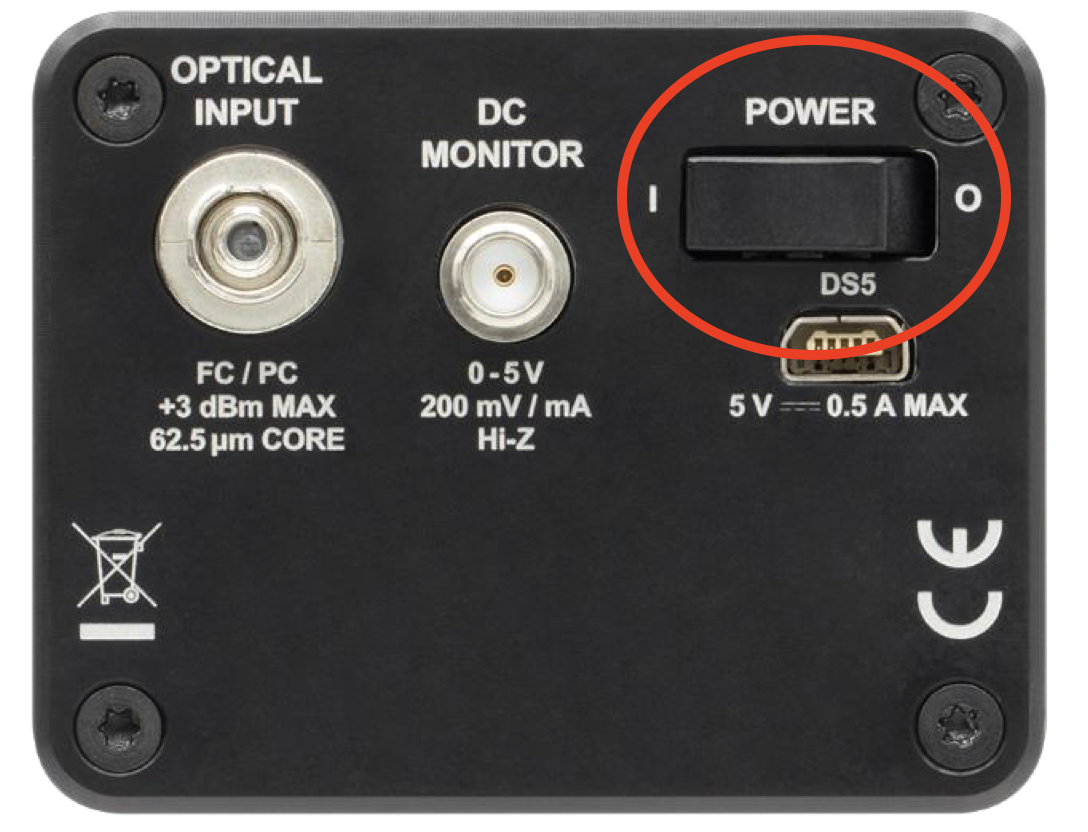 OPTICAL
INPUT
DC
MONITOR
POWER
I
O
DS5
FC / PC
+3 dBm MAX
62.5 µm CORE
0 - 5 V
200 mV / mA
Hi-Z
5 V ⎓ 0.5 A MAX
CE